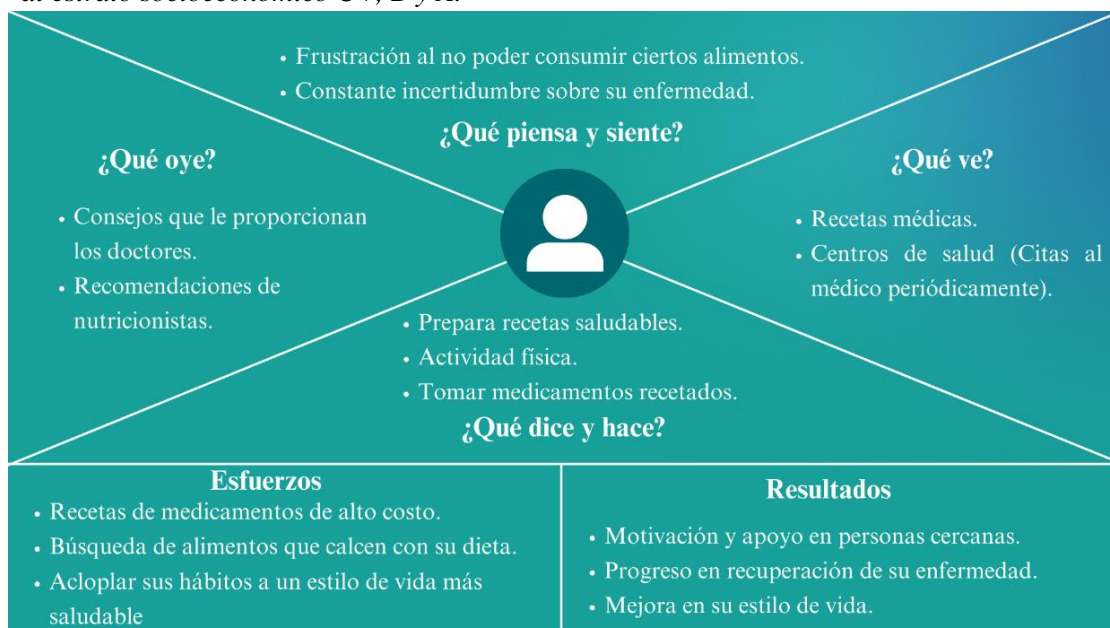 • Frustración al no poder consumir ciertos alimentos.
• Constante incertidumbre sobre su enfermedad.
¿Qué piensa y siente?
¿Qué oye?
• Consejos que le proporcionan
los doctores.
• Recomendaciones de
nutricionistas.
¿Qué ve?
• Recetas médicas.
• Centros de salud (Citas al
médico periódicamente).
• Prepara recetas saludables.
• Actividad física.
• Tomar medicamentos recetados.
¿Qué dice y hace?
Esfuerzos
• Recetas de medicamentos de alto costo.
• Búsqueda de alimentos que calcen con su dieta.
• Acloplar sus hábitos a un estilo de vida más
saludable
Resultados
• Motivación y apoyo en personas cercanas.
• Progreso en recuperación de su enfermedad.
• Mejora en su estilo de vida.